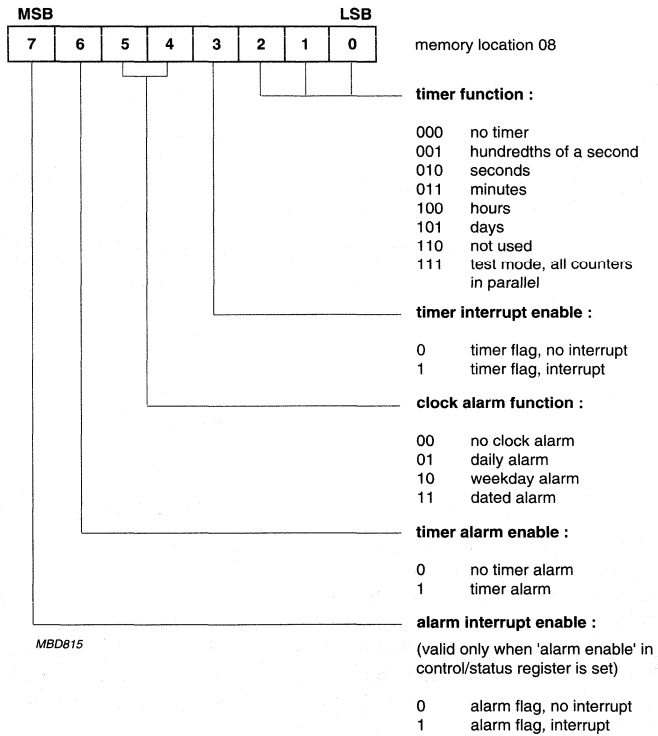 MSB LSB
7 6 5 4 3 2 1 0 memory location 08
timer function :
000 no timer
001 hundredths of a second
010 seconds
011 minutes
100 hours
101 days
110 not used
111 test mode, all counters
in parallel
timer interrupt enable :
0 timer flag, no interrupt
1 timer flag, interrupt
clock alarm function :
00 no clock alarm
01 daily alarm
10 weekday alarm
11 dated alarm
timer alarm enable :
0 no timer alarm
1 timer alarm
alarm interrupt enable :
MBD815
(valid only when 'alarm enable' in
control/status register is set)
0 alarm flag, no interrupt
1 alarm flag, interrupt